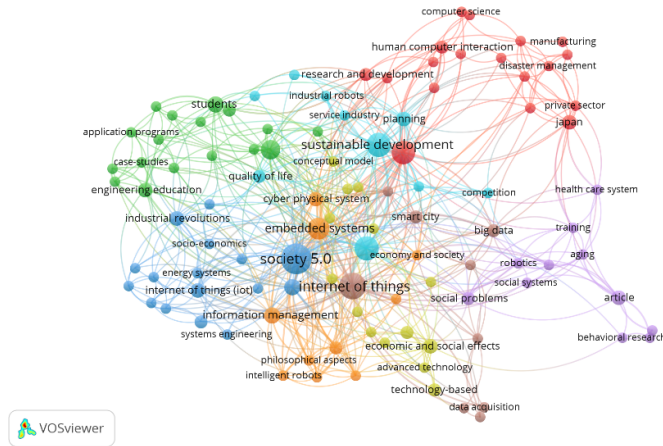 computer science
human computer interaction
manufacturing
disaster management
research and development
industrial robots
students
private sector
service industry
planning
japan
application programs
sustainable development
conceptual model
case-studies
quality of life
engineering education
cyber physical system
competition
health care system
industrial revolutions
smart city
embedded systems
big data
training
socio-economics
economy and society
society 5.0
aging
robotics
energy systems
internet of things (iot)
internet of things
social systems
social problems
article
information management
systems engineering
behavioral research
economic and social effects
philosophical aspects
advanced technology
intelligent robots
technology-based
data acquisition
VOSviewer